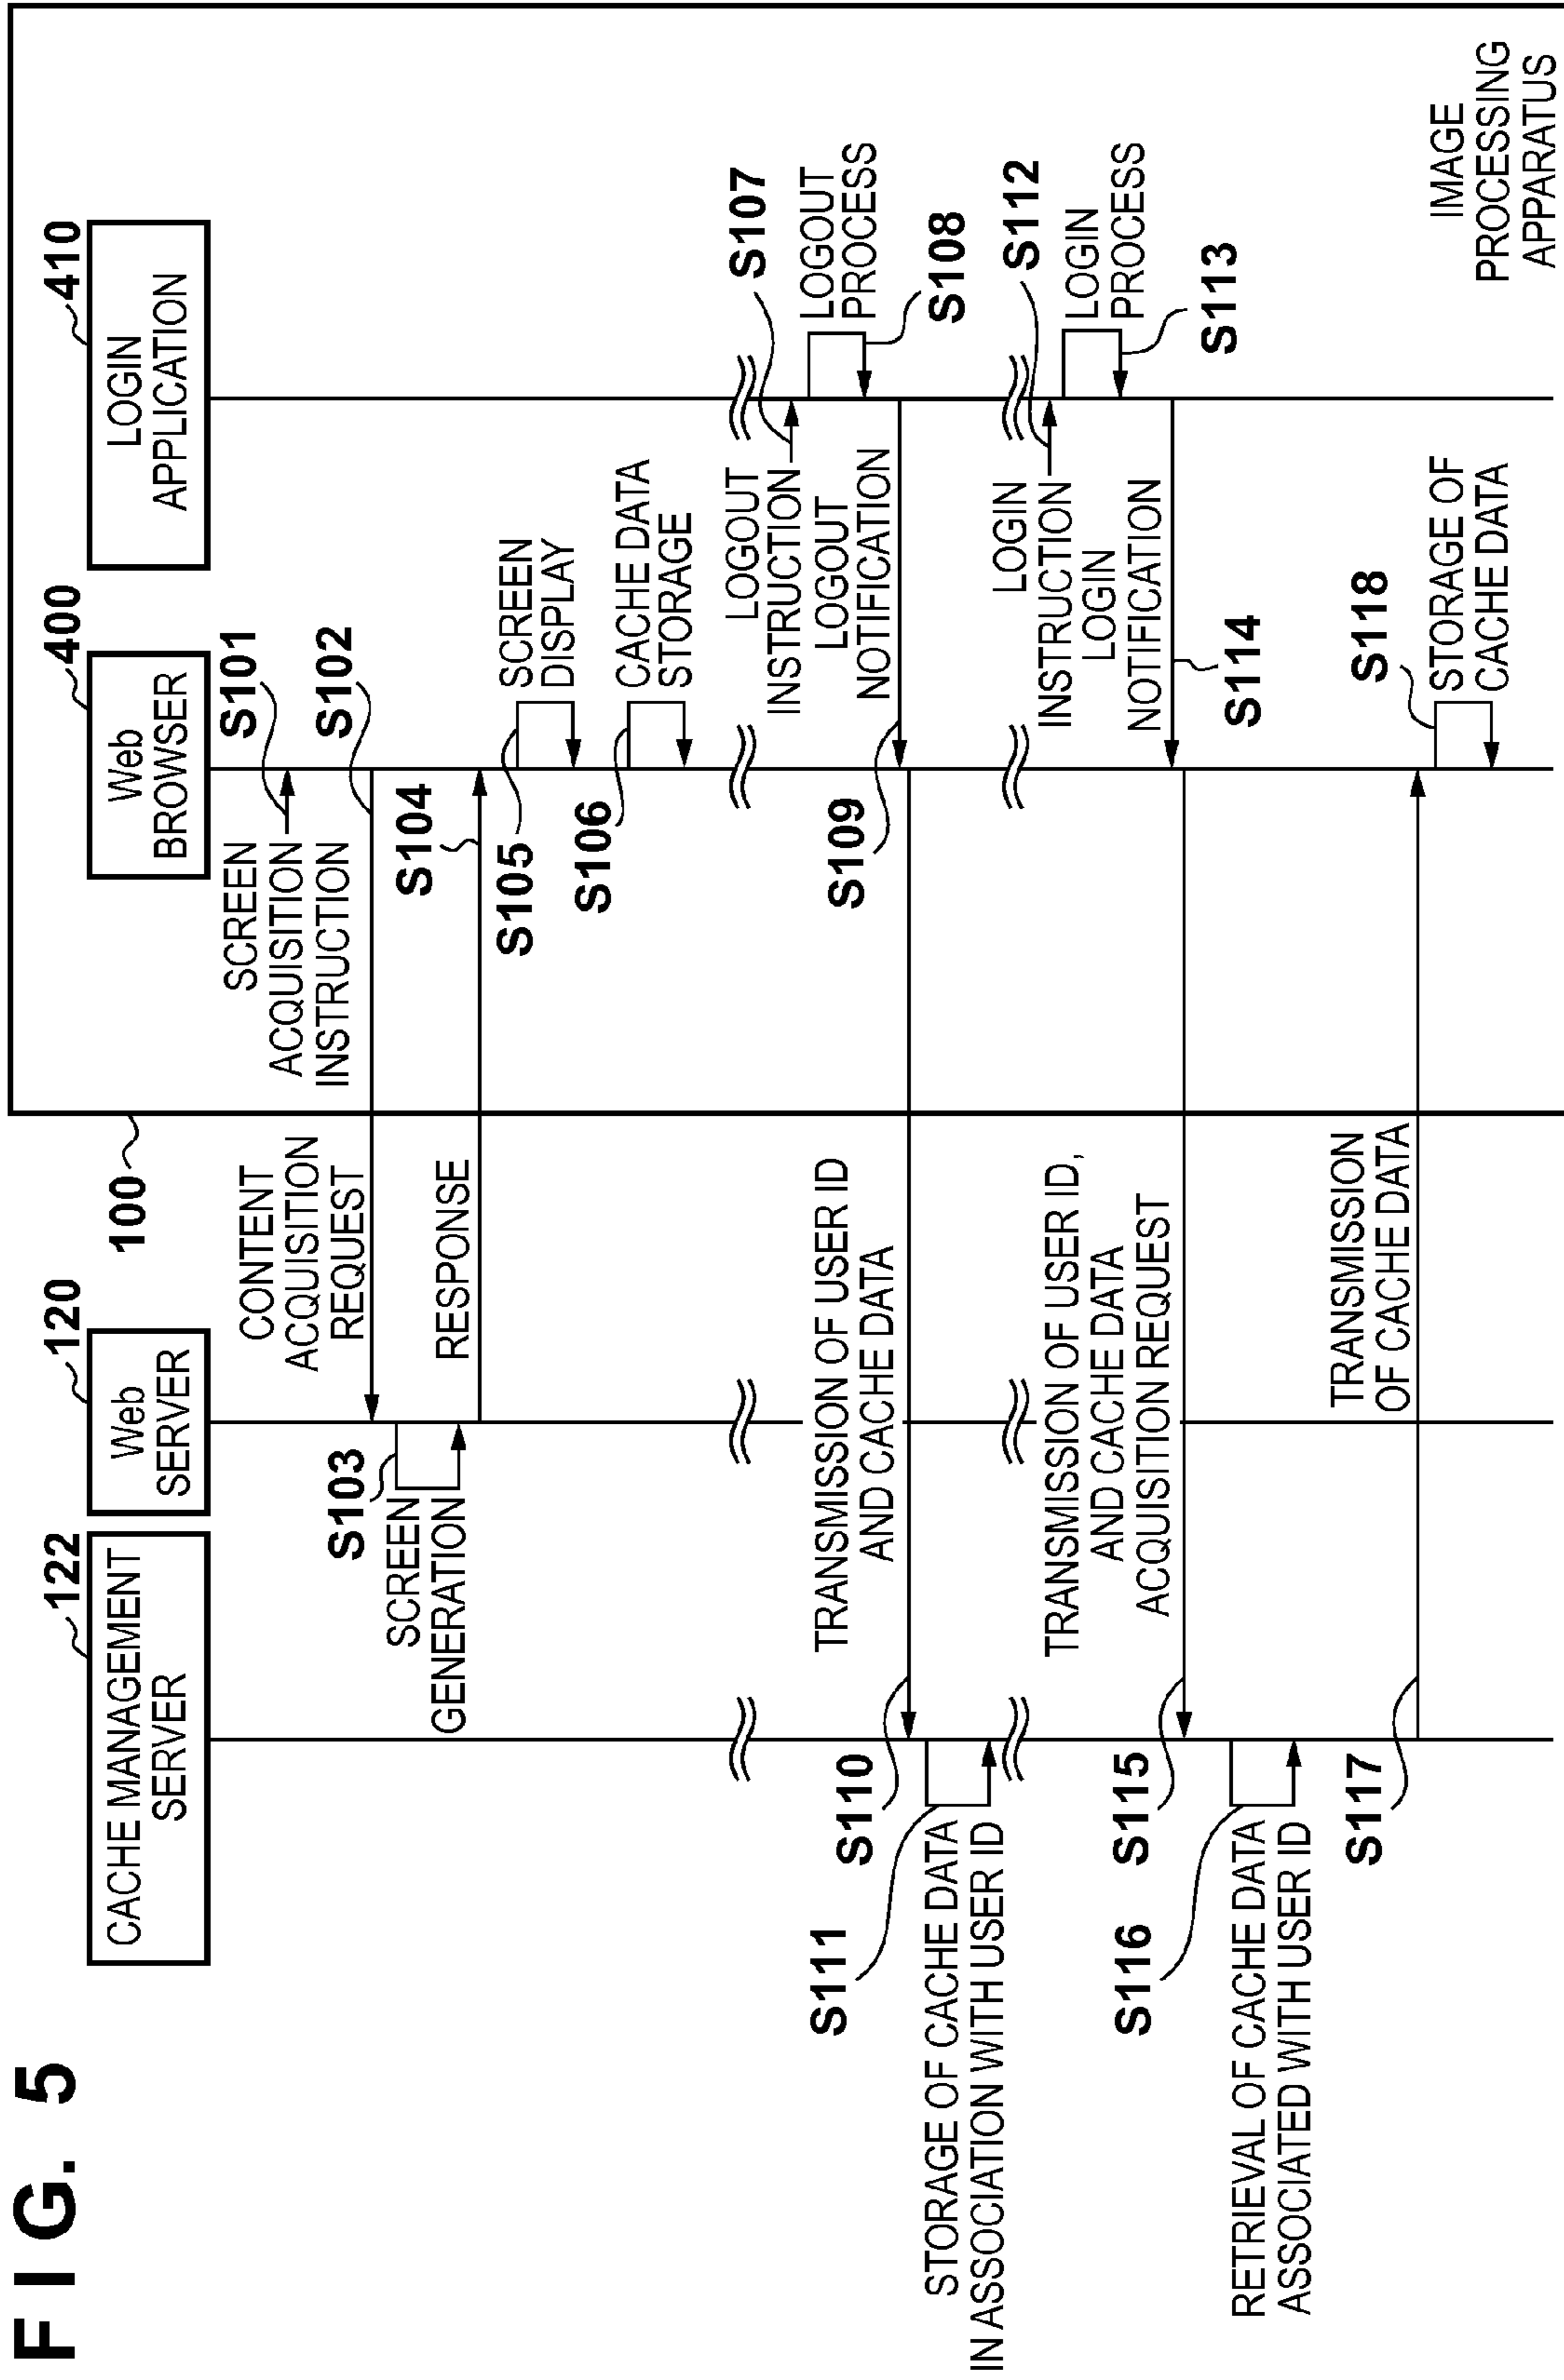 FIG. 5
CACHE MANAGEMENT
SERVER
122
Web
SERVER
120
100
Web
BROWSER
400
LOGIN
APPLICATION
410
SCREEN
ACQUISITION
INSTRUCTION
S101
S102
CONTENT
ACQUISITION
REQUEST
S103
SCREEN
GENERATION
RESPONSE
S104
S105
SCREEN
DISPLAY
S106
CACHE DATA
STORAGE
LOGOUT
INSTRUCTION
S107
LOGOUT
PROCESS
S108
LOGOUT
NOTIFICATION
S109
TRANSMISSION OF USER ID
AND CACHE DATA
S110
S111
STORAGE OF CACHE DATA
IN ASSOCIATION WITH USER ID
LOGIN
INSTRUCTION
S112
LOGIN
PROCESS
S113
LOGIN
NOTIFICATION
S114
TRANSMISSION OF USER ID,
AND CACHE DATA
ACQUISITION REQUEST
S115
S116
RETRIEVAL OF CACHE DATA
ASSOCIATED WITH USER ID
S117
TRANSMISSION
OF CACHE DATA
S118
STORAGE OF
CACHE DATA
IMAGE
PROCESSING
APPARATUS